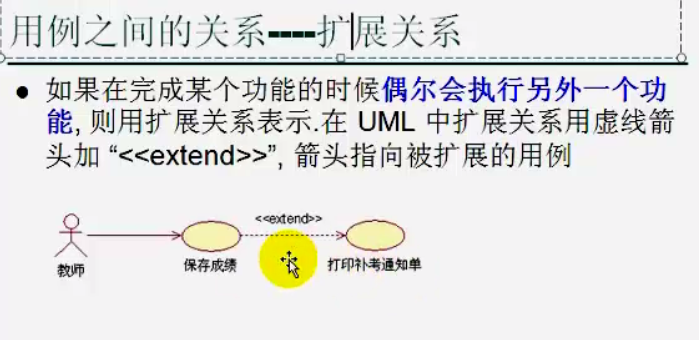 用例之间的关系----扩展关系
● 如果在完成某个功能的时候偶尔会执行另外一个功
能, 则用扩展关系表示.在 UML 中扩展关系用虚线箭
头加 “<<extend>>”, 箭头指向被扩展的用例
<<extend>>
教师 保存成绩 打印补考通知单